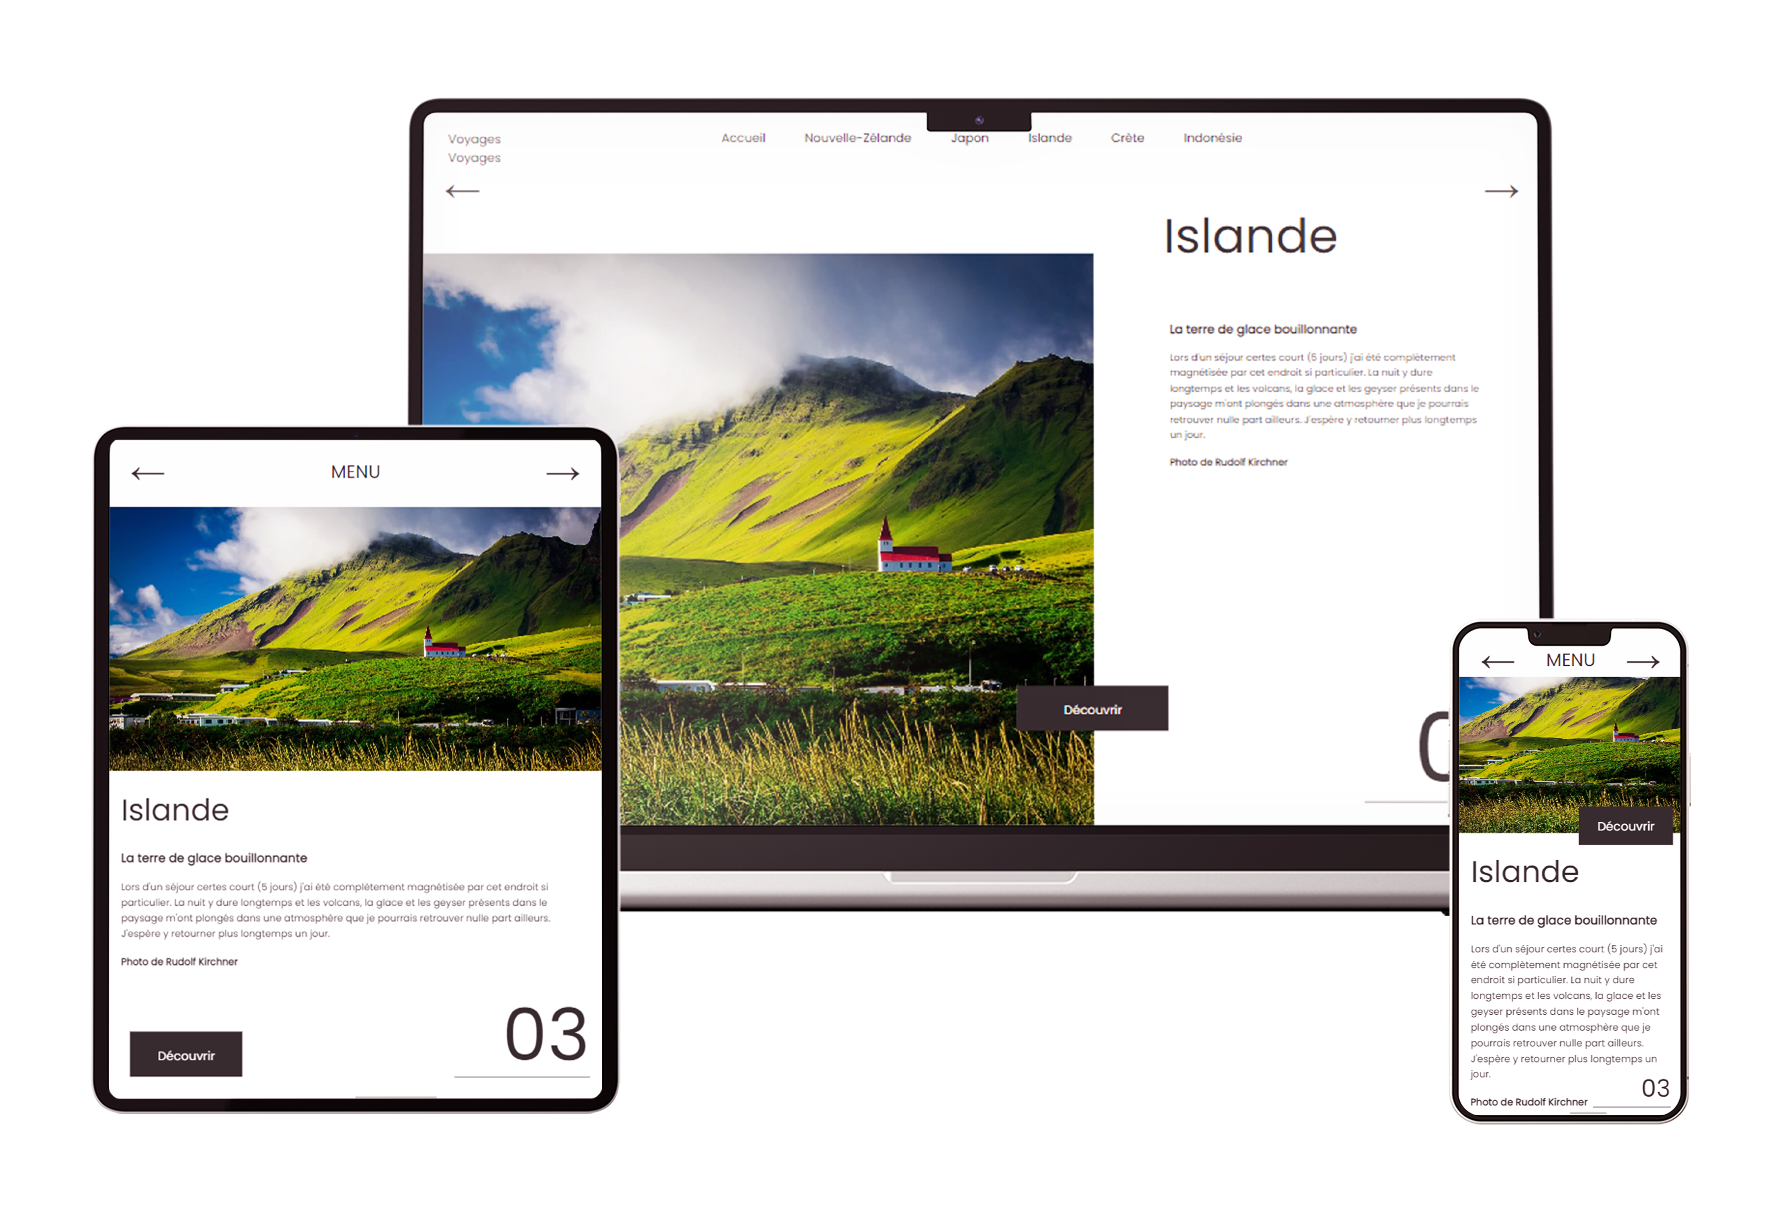 Voyages
Voyages
Accueil Nouvelle-Zélande Japon Islande Crète Indonésie
Islande
La terre de glace bouillonnante
Lors d'un séjour certes court (5 jours) j'ai été complètement
magnétisée par cet endroit si particulier. La nuit y dure
longtemps et les volcans, la glace et les geyser présents dans le
paysage m'ont plongés dans une atmosphère que je pourrais
retrouver nulle part ailleurs. J'espère y retourner plus longtemps
un jour.
Photo de Rudolf Kirchner
Découvrir
0
MENU
Islande
La terre de glace bouillonnante
Lors d'un séjour certes court (5 jours) j'ai été complètement magnétisée par cet endroit si
particulier. La nuit y dure longtemps et les volcans, la glace et les geyser présents dans le
paysage m'ont plongés dans une atmosphère que je pourrais retrouver nulle part ailleurs.
J'espère y retourner plus longtemps un jour.
Photo de Rudolf Kirchner
03
Découvrir
MENU
Découvrir
Islande
La terre de glace bouillonnante
Lors d'un séjour certes court (5 jours) j'ai
été complètement magnétisée par cet
endroit si particulier. La nuit y dure
longtemps et les volcans, la glace et les
geyser présents dans le paysage m'ont
plongés dans une atmosphère que je
pourrais retrouver nulle part ailleurs.
J'espère y retourner plus longtemps un
jour.
03
Photo de Rudolf Kirchner